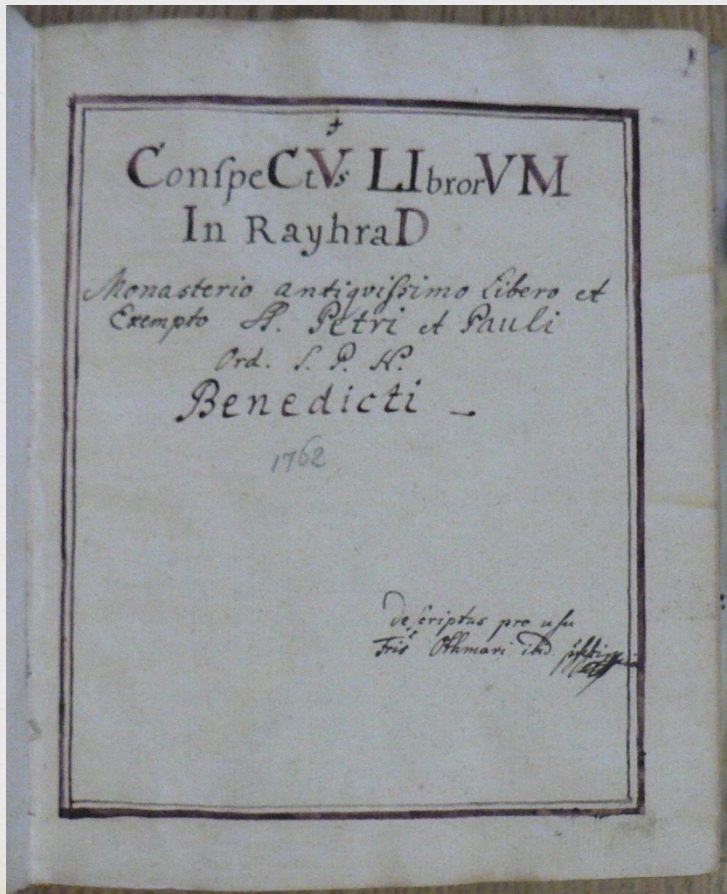 ConſpeCtVs LIbrorVM
In RayhraD
Monasterio antiquiſsimo Libero et
Exempto SS. Petri et Pauli
Ord. S. P. N.
Benedicti
1762
deſcriptus pro uſu
Fris Othmari ibid